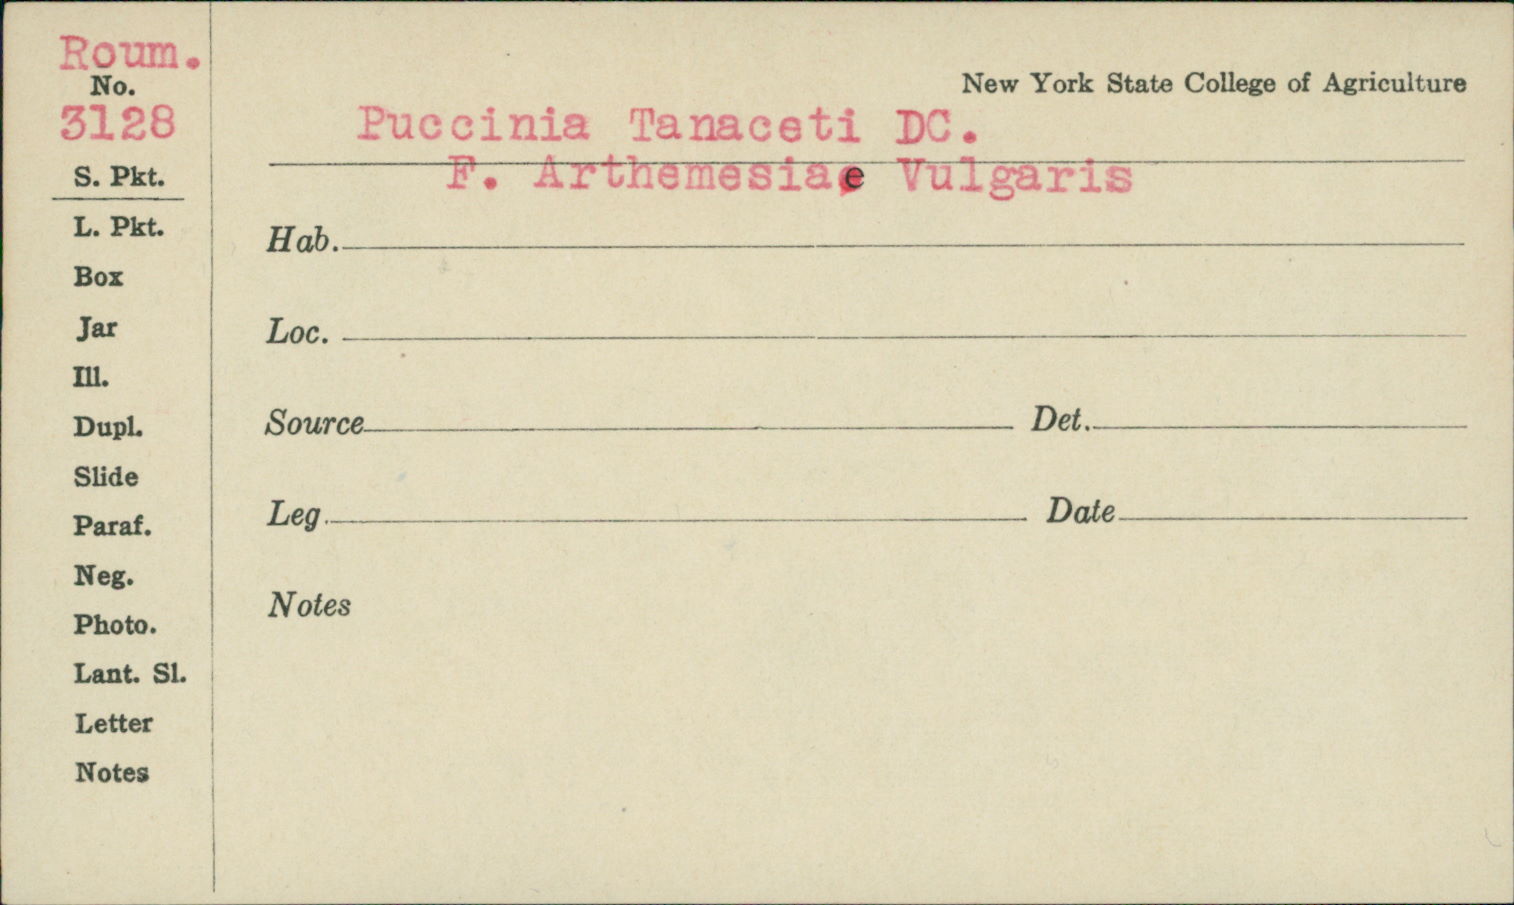 Roum.
No.
3128
S. Pkt.
L. Pkt.
Box
Jar
Ill.
Dupl.
Slide
Paraf.
Neg.
Photo.
Lant. Sl.
Letter
Notes
New York State College of Agriculture
Puccinia Tanaceti DC.
F. Arthemesiae Vulgaris
Hab.
Loc.
Source Det.
Leg. Date
Notes